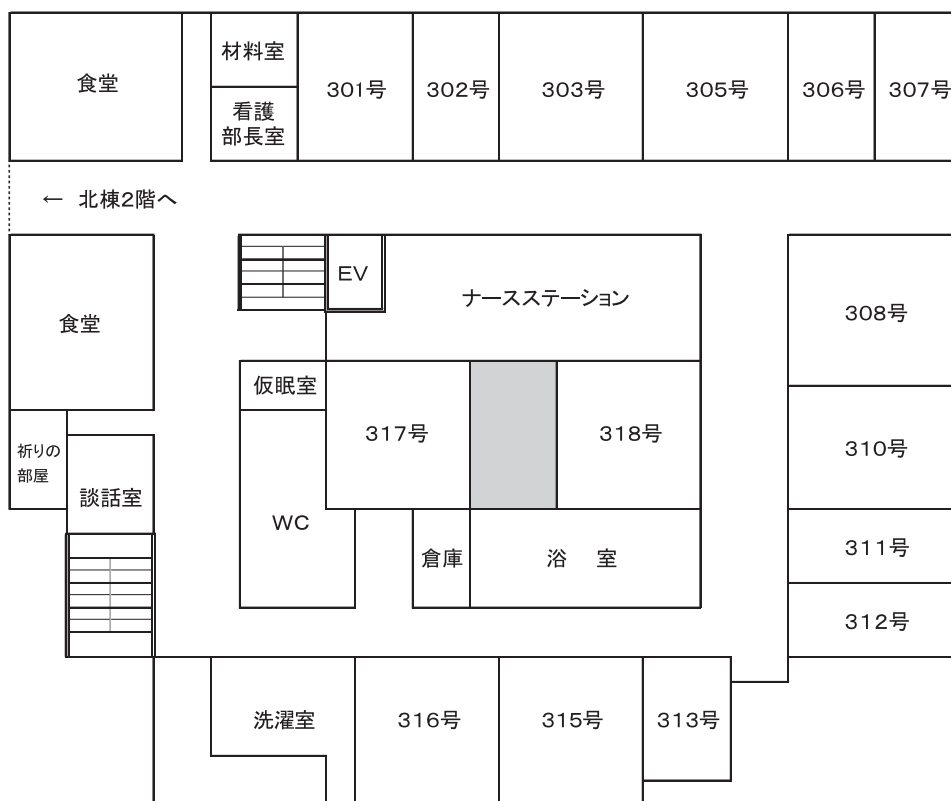 食堂
材料室
看護
部長室
301号
302号
303号
305号
306号
307号
← 北棟2階へ
食堂
EV
ナースステーション
308号
仮眠室
317号
318号
310号
祈りの
部屋
談話室
WC
倉庫
浴 室
311号
312号
洗濯室
316号
315号
313号